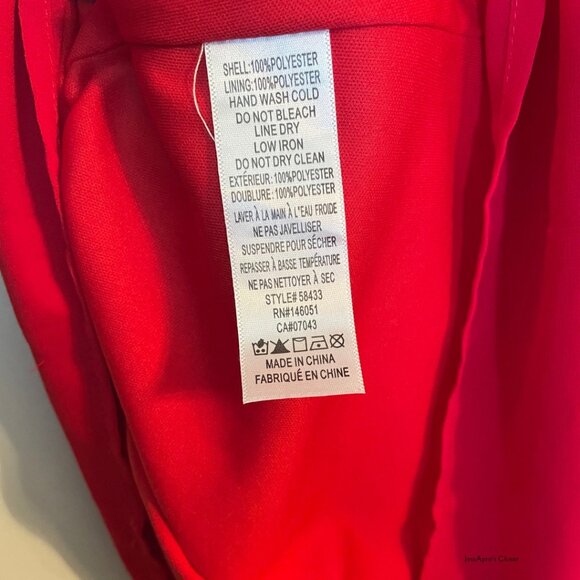 SHELL:100%POLYESTER
LINING:100%POLYESTER
HAND WASH COLD
DO NOT BLEACH
LINE DRY
LOW IRON
DO NOT DRY CLEAN
EXTÉRIEUR:100%POLYESTER
DOUBLURE:100%POLYESTER
LAVER À LA MAIN À L'EAU FROIDE
NE PAS JAVELLISER
SUSPENDRE POUR SÉCHER
REPASSER À BASSE TEMPÉRATURE
NE PAS NETTOYER À SEC
STYLE# 58433
RN#146051
CA#07043
MADE IN CHINA
FABRIQUÉ EN CHINE